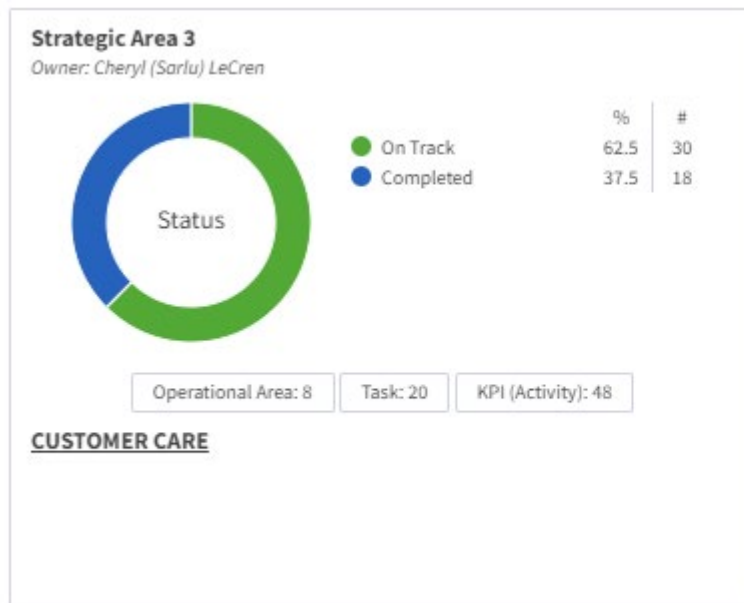 Strategic Area 3
Owner: Cheryl (Sarlu) LeCren
% #
On Track 62.5 30
Completed 37.5 18
Status
Operational Area: 8 Task: 20 KPI (Activity): 48
CUSTOMER CARE